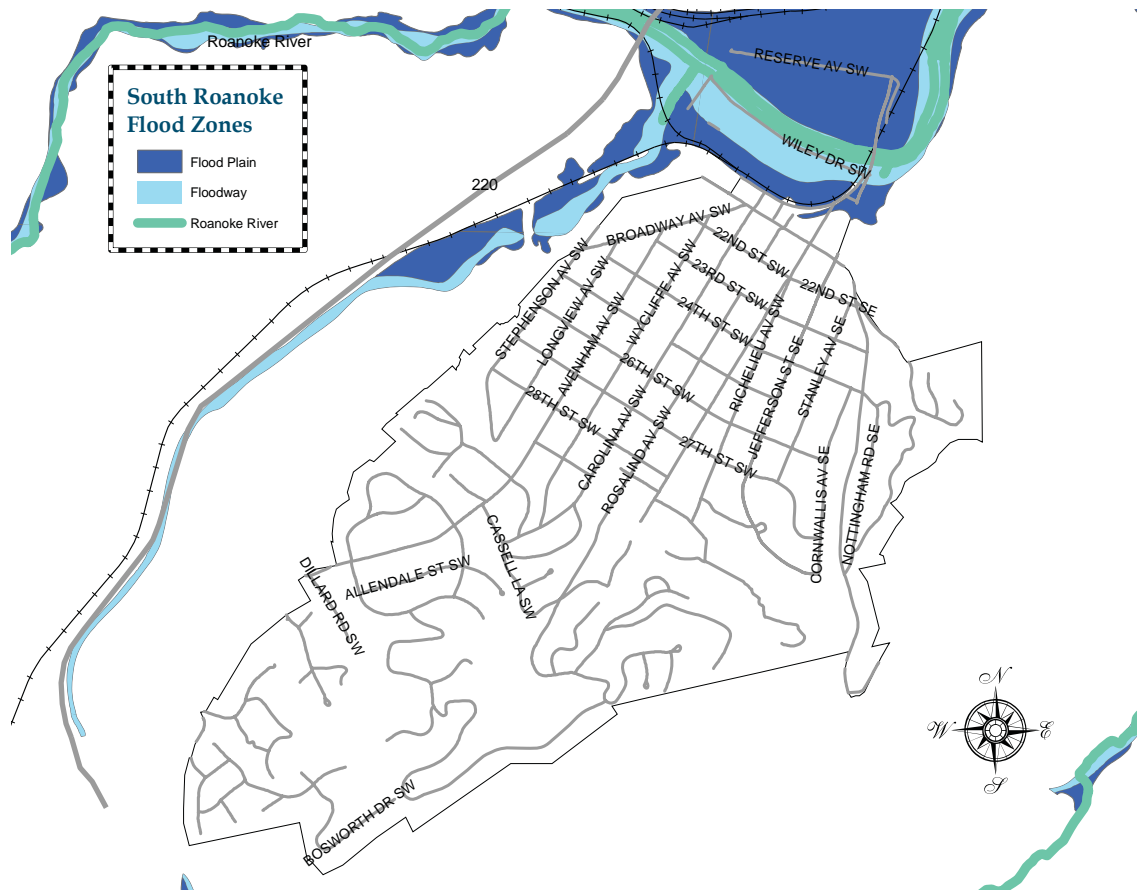 Roanoke River
South Roanoke
Flood Zones
Flood Plain
Floodway
Roanoke River
220
RESERVE AV SW
WILEY DR SW
BROADWAY AV SW
22ND ST SW
22ND ST SE
23RD ST SW
24TH ST SW
STEPHENSON AV SW
LONGVIEW AV SW
AVENHAM AV SW
WYCLIFFE AV SW
RICHELIEU AV SW
JEFFERSON ST SE
STANLEY AV SE
26TH ST SW
28TH ST SW
27TH ST SW
CAROLINA AV SW
ROSALIND AV SW
CORNWALLIS AV SE
NOTTINGHAM RD SE
CASSELL LA SW
ALLENDALE ST SW
DILLARD RD SW
BOSWORTH DR SW
N
W
E
S